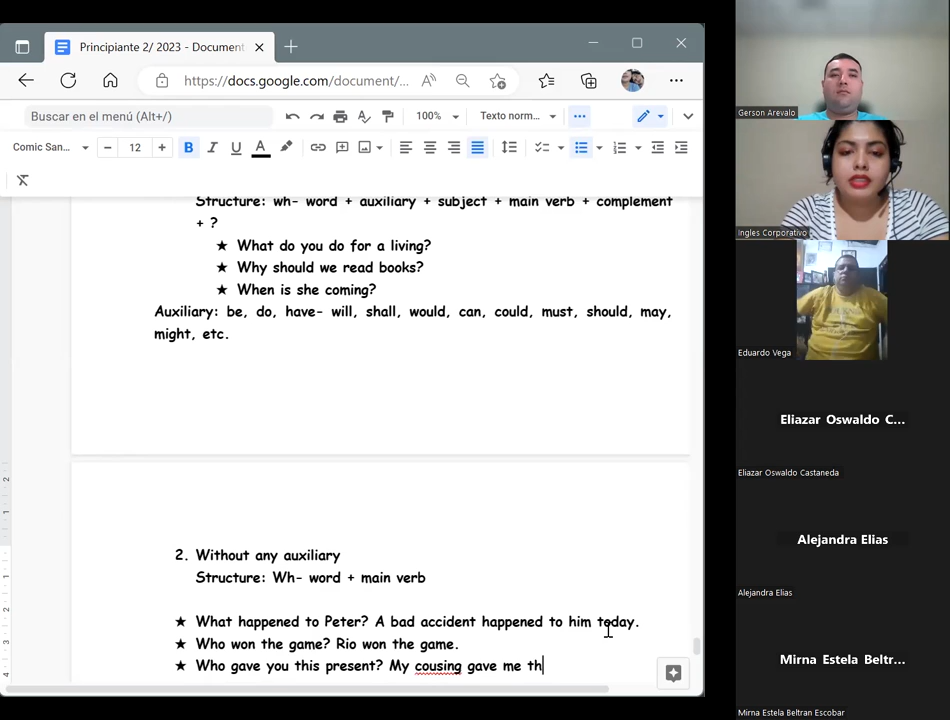 Principiante 2/ 2023 - Document
https://docs.google.com/document/...
Buscar en el menú (Alt+/)
100%
Texto norm...
Comic San...
12
Structure: wh- word + auxiliary + subject + main verb + complement
+ ?
★ What do you do for a living?
★ Why should we read books?
★ When is she coming?
Auxiliary: be, do, have- will, shall, would, can, could, must, should, may,
might, etc.
2. Without any auxiliary
Structure: Wh- word + main verb
★ What happened to Peter? A bad accident happened to him today.
★ Who won the game? Rio won the game.
★ Who gave you this present? My cousing gave me th
2
1
1
2
3
4
Gerson Arevalo
Ingles Corporativo
Eduardo Vega
Eliazar Oswaldo C...
Eliazar Oswaldo Castaneda
Alejandra Elias
Alejandra Elias
Mirna Estela Beltr...
Mirna Estela Beltran Escobar